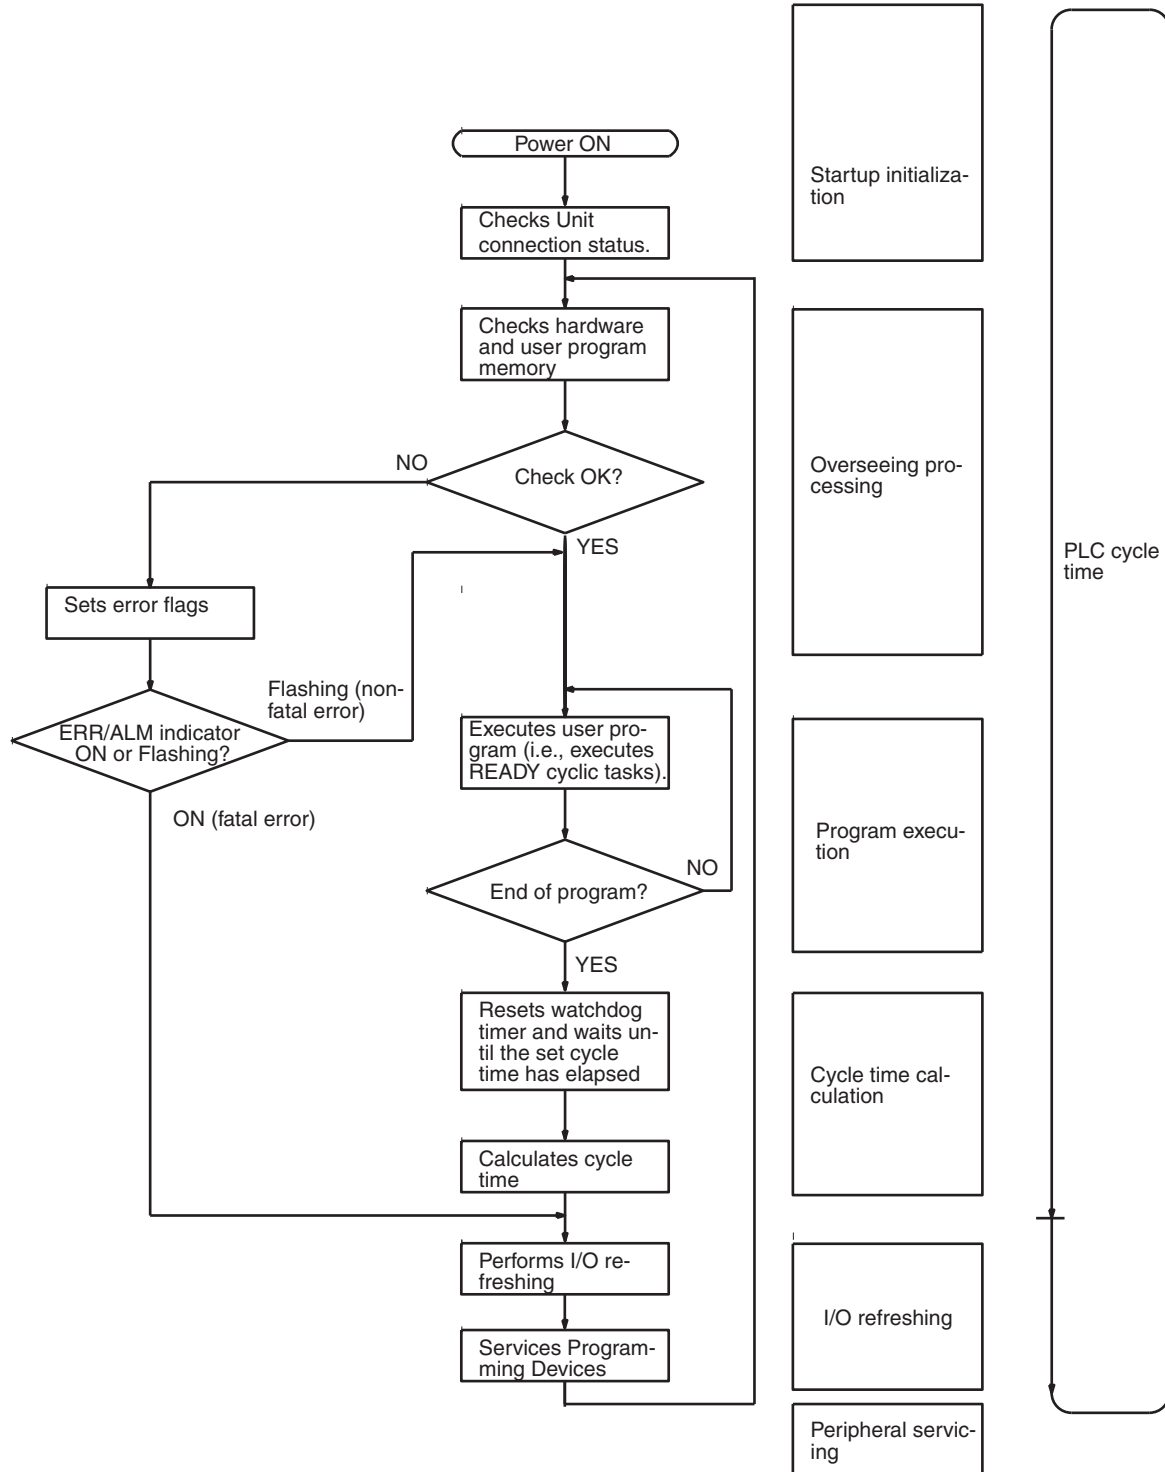 Power ON
Checks Unit
connection status.
Checks hardware
and user program
memory
NO
Check OK?
YES
Sets error flags
Flashing (non-
fatal error)
ERR/ALM indicator
ON or Flashing?
ON (fatal error)
Executes user pro-
gram (i.e., executes
READY cyclic tasks).
NO
End of program?
YES
Resets watchdog
timer and waits un-
til the set cycle
time has elapsed
Calculates cycle
time
Performs I/O re-
freshing
Services Program-
ming Devices
Startup initializa-
tion
Overseeing pro-
cessing
Program execu-
tion
Cycle time cal-
culation
I/O refreshing
Peripheral servic-
ing
PLC cycle
time